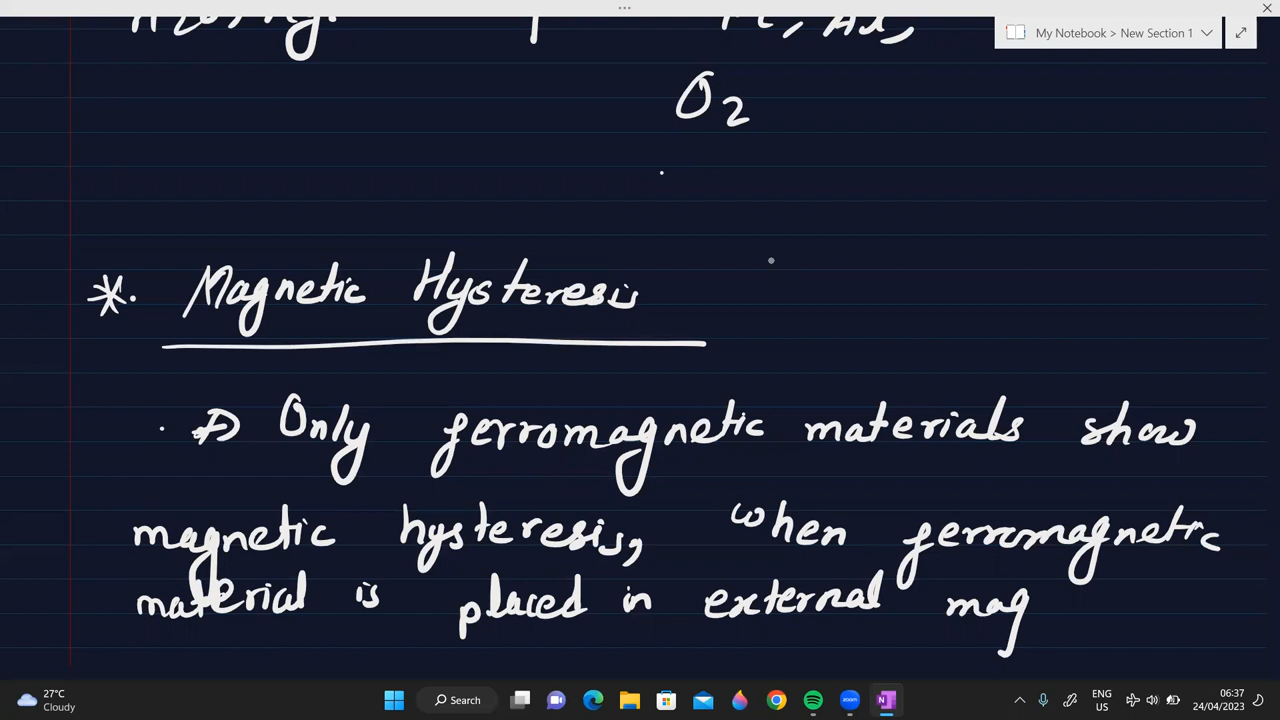 My Notebook > New Section 1
O2
*. Magnetic Hysteresis
Only ferromagnetic materials show
magnetic hysteresis, when ferromagnetic
material is placed in external mag
27°C
Cloudy
Search
zoom
ENG
US
06:37
24/04/2023